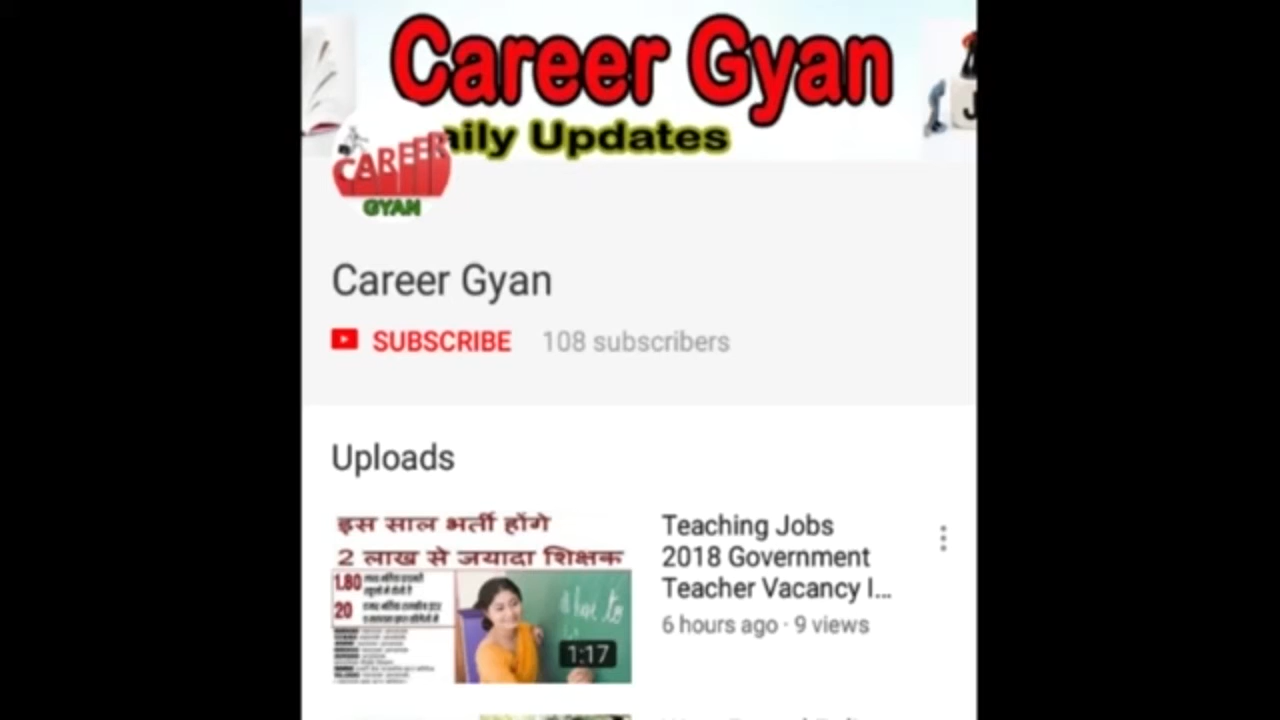 Career Gyan
aily Updates
CAREER
GYAN
Career Gyan
SUBSCRIBE 108 subscribers
Uploads
इस साल भर्ती होंगे
2 लाख से जयादा शिक्षक
1.80
20
1:17
Teaching Jobs
2018 Government
Teacher Vacancy I...
6 hours ago · 9 views